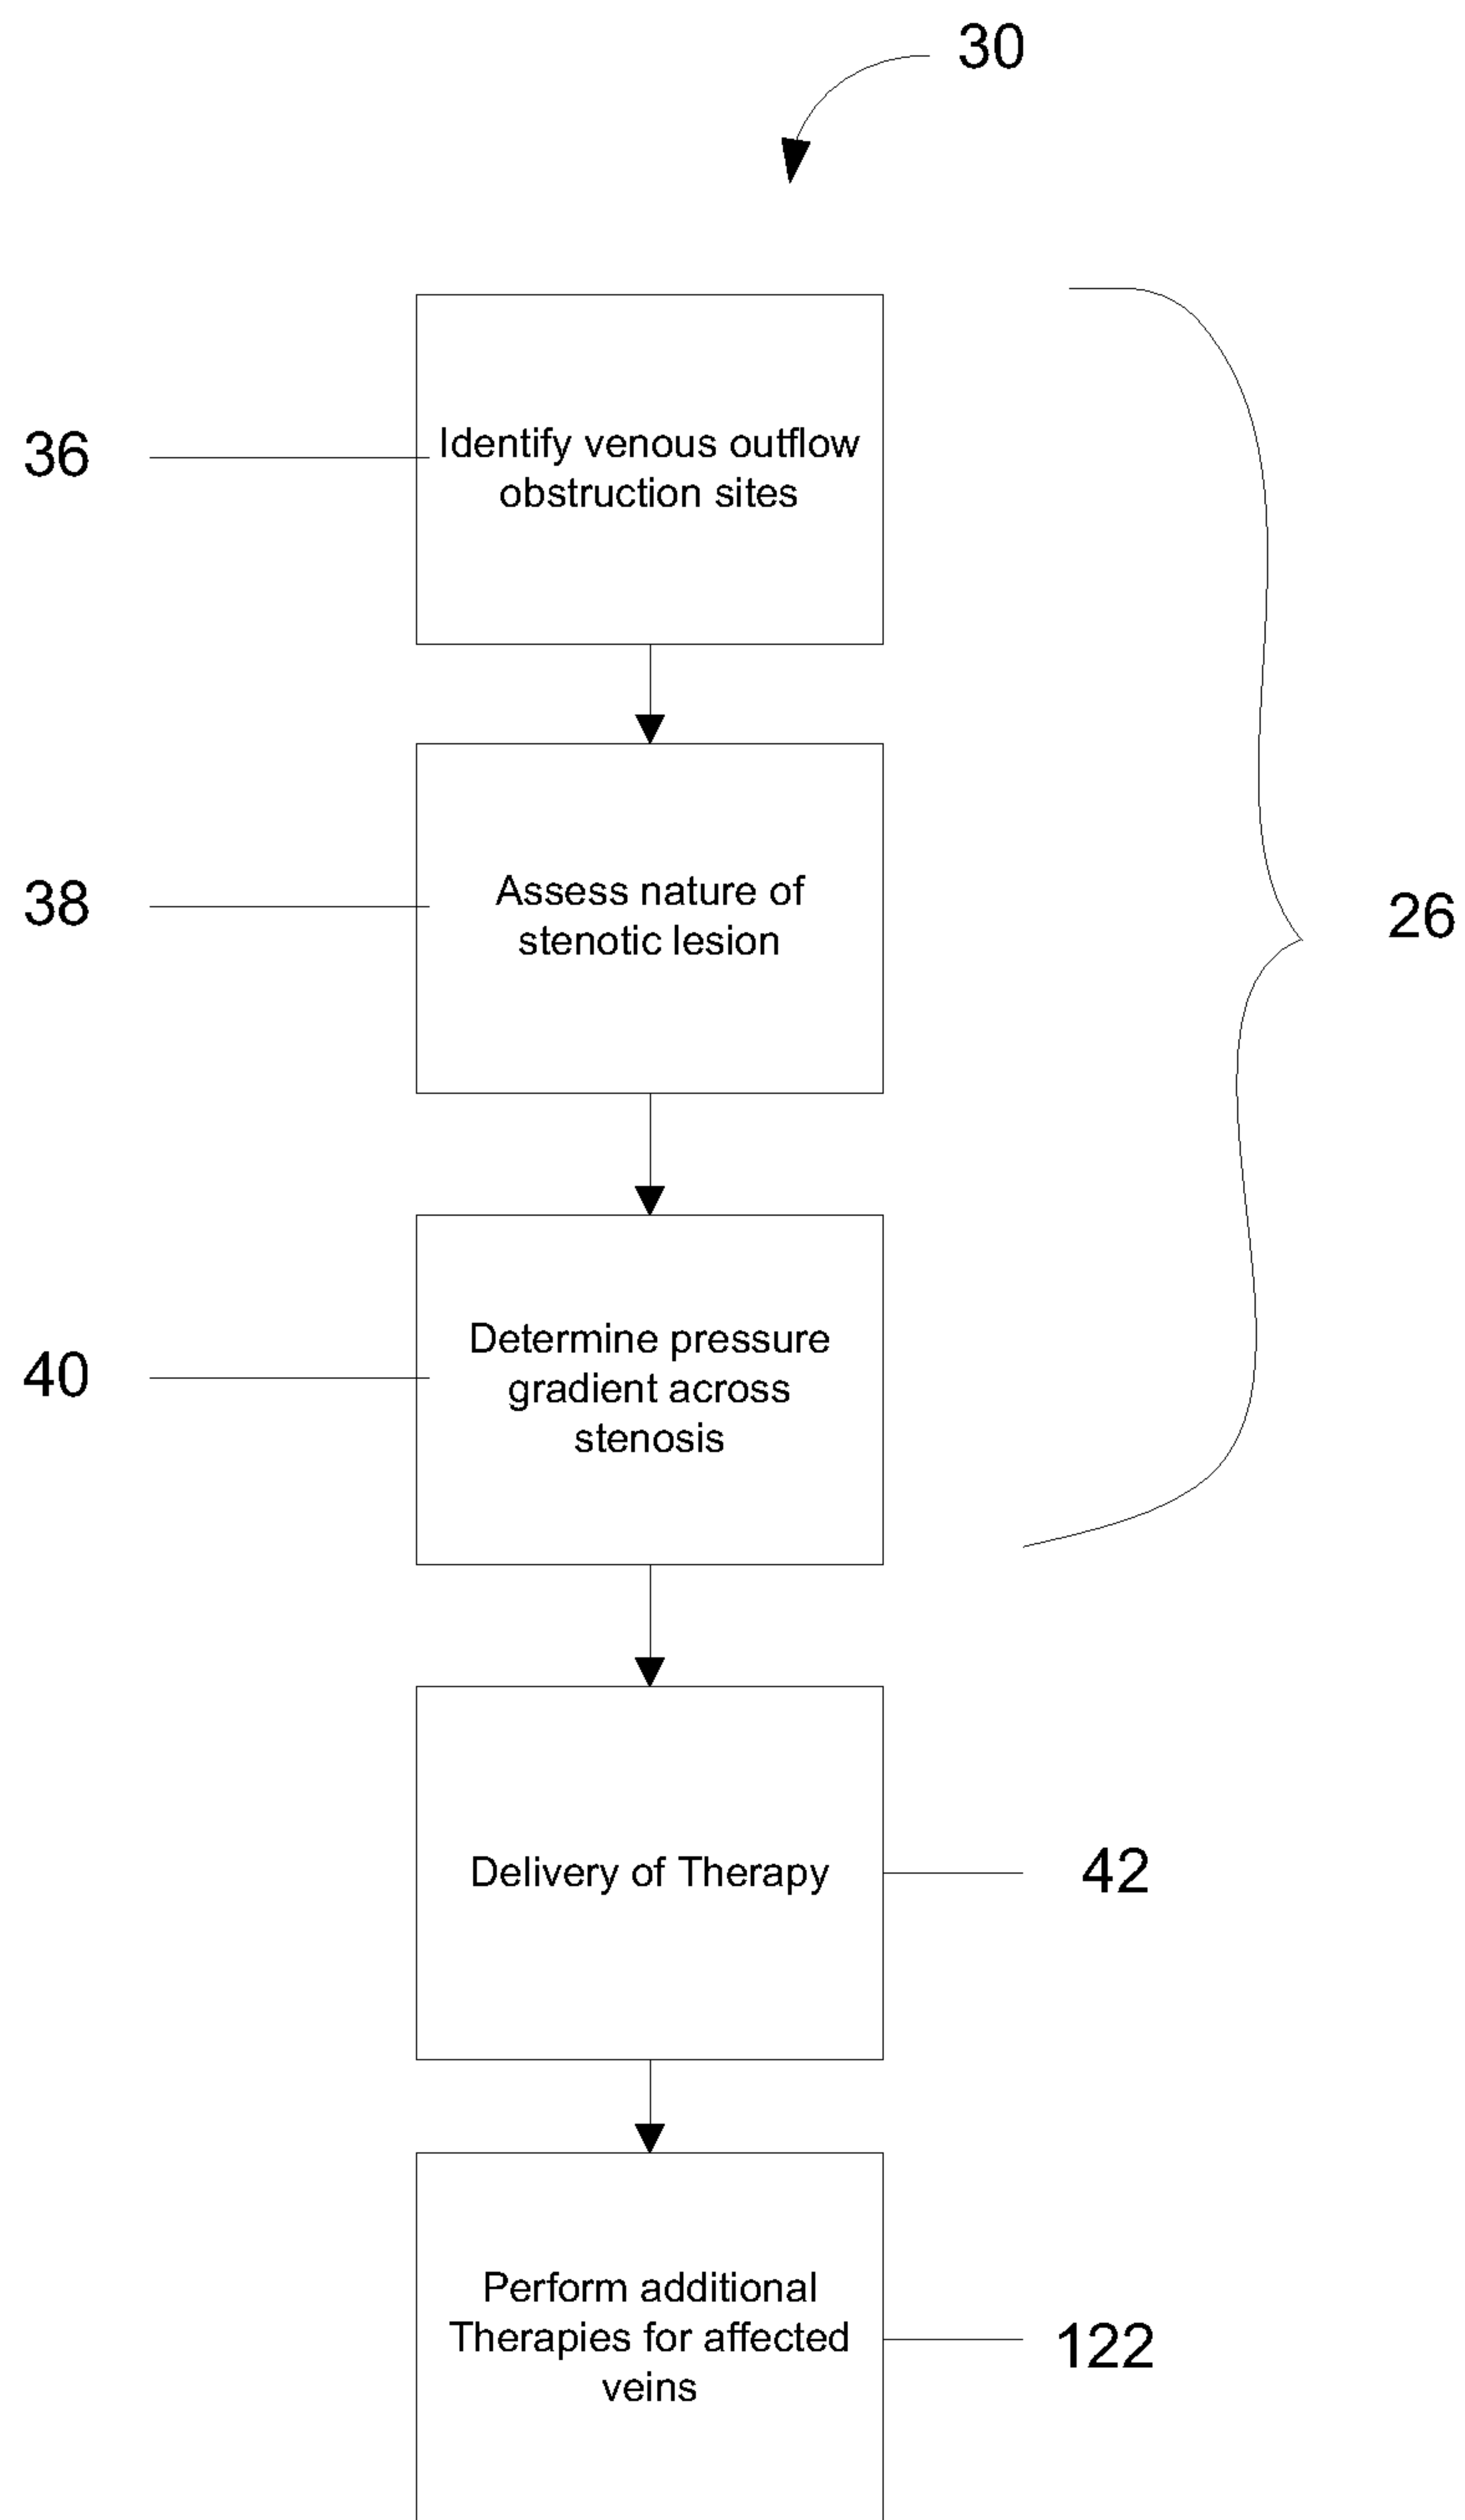 30
36
Identify venous outflow
obstruction sites
38
Assess nature of
stenotic lesion
26
40
Determine pressure
gradient across
stenosis
Delivery of Therapy
42
Perform additional
Therapies for affected
veins
122